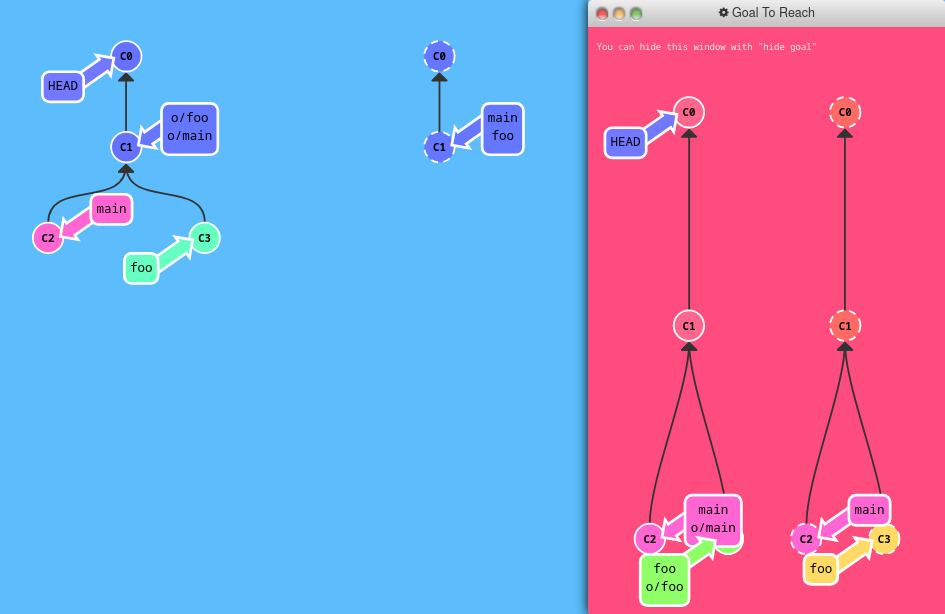 C0
HEAD
o/foo
o/main
C1
main
C2
C3
foo
C0
main
foo
C1
Goal To Reach
You can hide this window with "hide goal"
C0
HEAD
C1
main
o/main
C2
foo
o/foo
C0
C1
main
C2
C3
foo